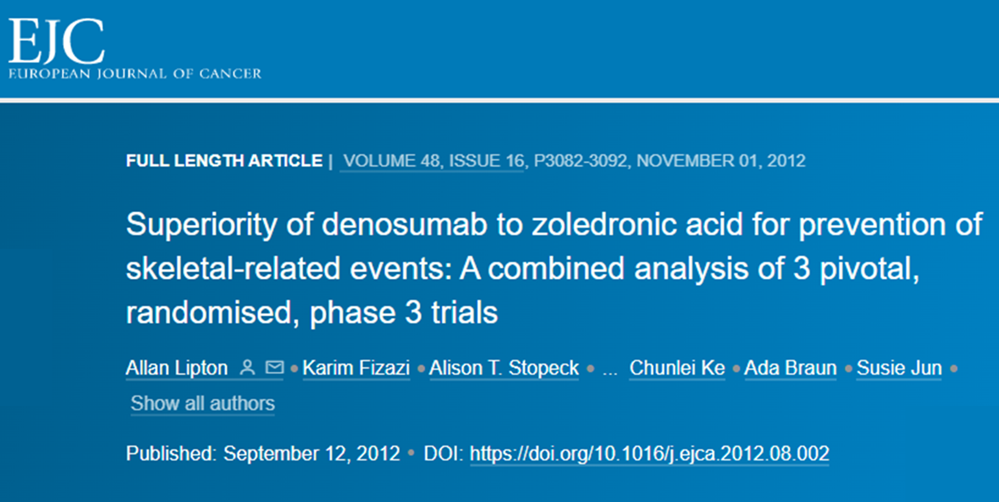 EJC
EUROPEAN JOURNAL OF CANCER
FULL LENGTH ARTICLE | VOLUME 48, ISSUE 16, P3082-3092, NOVEMBER 01, 2012
Superiority of denosumab to zoledronic acid for prevention of
skeletal-related events: A combined analysis of 3 pivotal,
randomised, phase 3 trials
Allan Lipton • Karim Fizazi • Alison T. Stopeck • ... Chunlei Ke • Ada Braun • Susie Jun •
Show all authors
Published: September 12, 2012 • DOI: https://doi.org/10.1016/j.ejca.2012.08.002